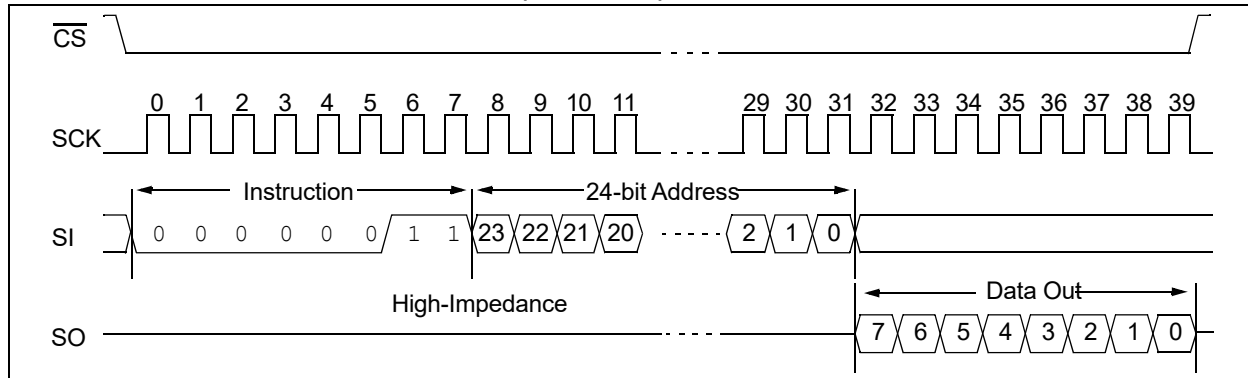 CS
0 1 2 3 4 5 6 7 8 9 10 11 29 30 31 32 33 34 35 36 37 38 39
SCK
Instruction 24-bit Address
SI 0 0 0 0 0 0 1 1 23 22 21 20 2 1 0
High-Impedance Data Out
SO 7 6 5 4 3 2 1 0